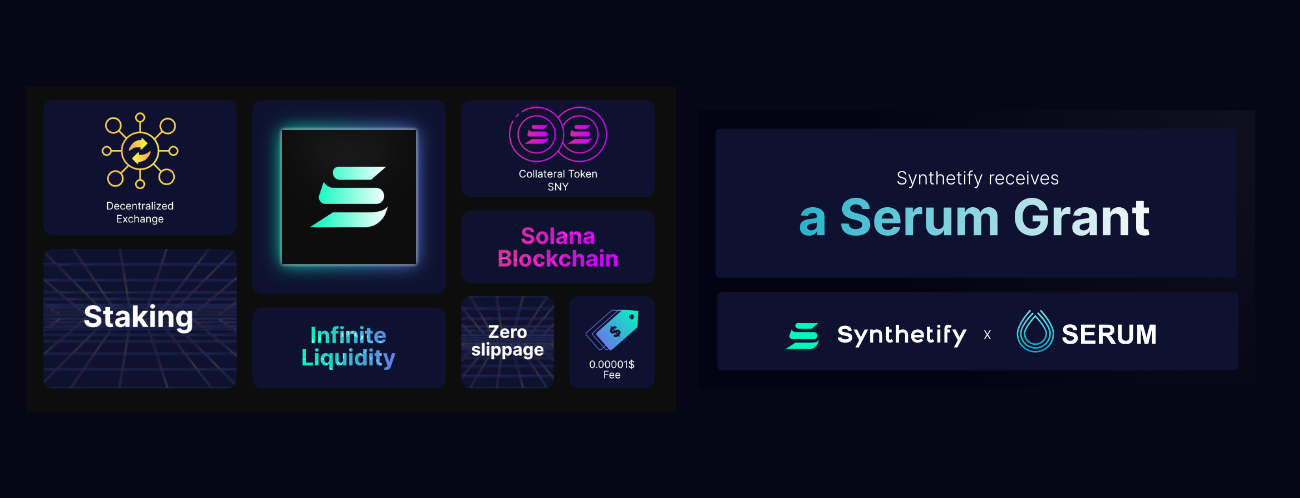 Decentralized
Exchange
Staking
Infinite
Liquidity
Collateral Token
SNY
Solana
Blockchain
Zero
slippage
$
0.00001$
Fee
Synthetify receives
a Serum Grant
Synthetify x SERUM